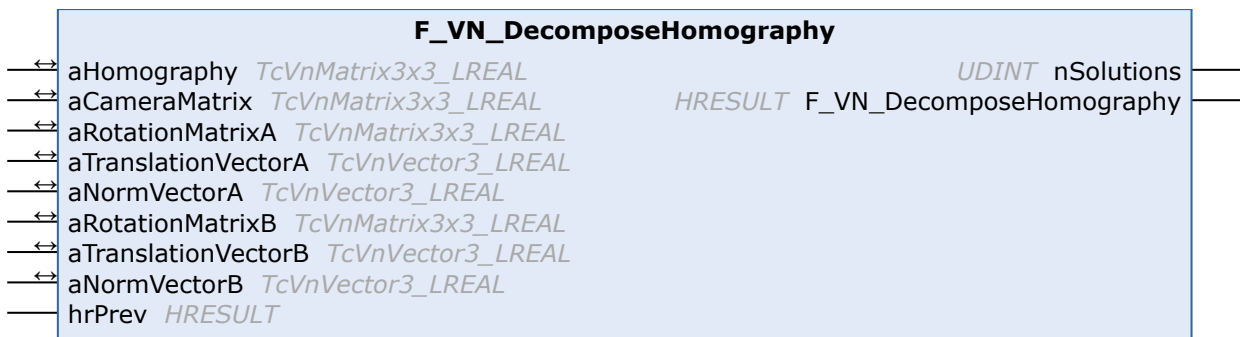 F_VN_DecomposeHomography
aHomography TcVnMatrix3x3_LREAL UDINT nSolutions
aCameraMatrix TcVnMatrix3x3_LREAL HRESULT F_VN_DecomposeHomography
aRotationMatrixA TcVnMatrix3x3_LREAL
aTranslationVectorA TcVnVector3_LREAL
aNormVectorA TcVnVector3_LREAL
aRotationMatrixB TcVnMatrix3x3_LREAL
aTranslationVectorB TcVnVector3_LREAL
aNormVectorB TcVnVector3_LREAL
hrPrev HRESULT